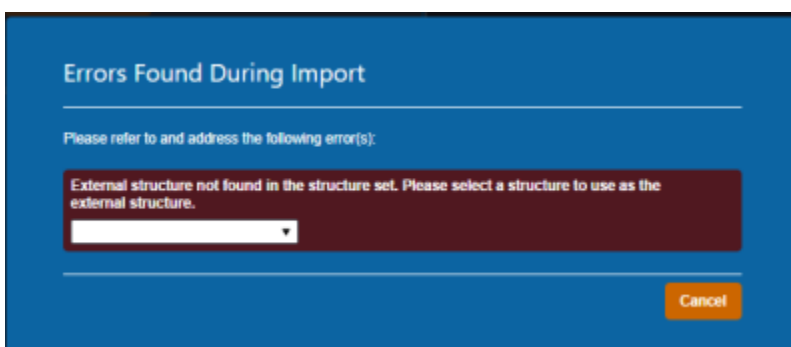 Errors Found During Import
Please refer to and address the following error(s):
External structure not found in the structure set. Please select a structure to use as the
external structure.
Cancel